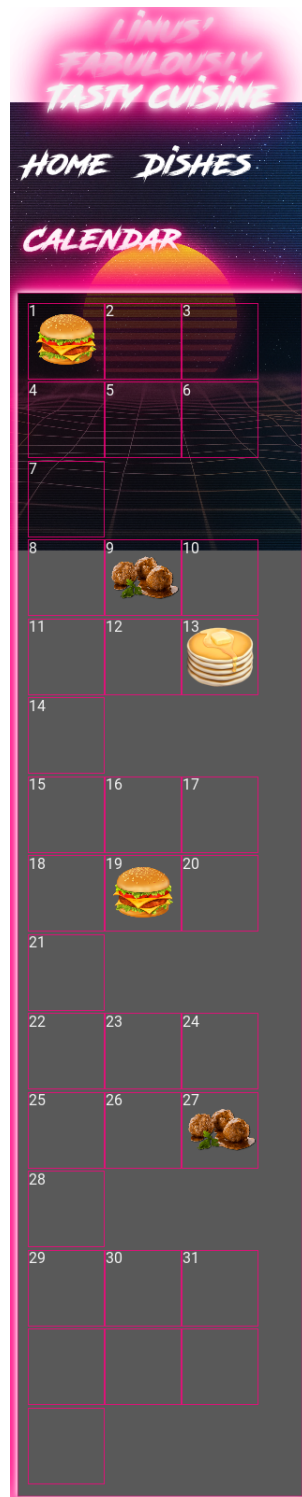 Linus'
Fabulously
Tasty Cuisine
Home Dishes
Calendar
1 2 3
4 5 6
7
8 9 10
11 12 13
14
15 16 17
18 19 20
21
22 23 24
25 26 27
28
29 30 31